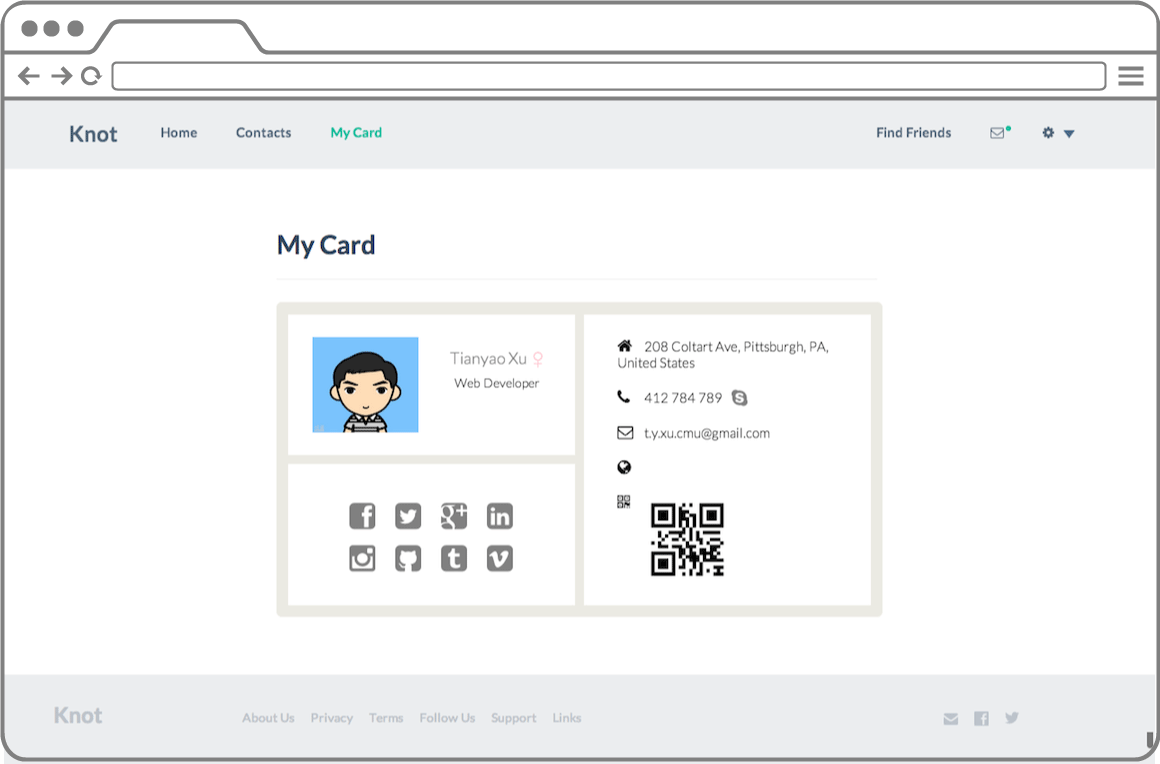 Knot Home Contacts My Card Find Friends
My Card
Tianyao Xu
Web Developer
208 Coltart Ave, Pittsburgh, PA,
United States
412 784 789
t.y.xu.cmu@gmail.com
Knot About Us Privacy Terms Follow Us Support Links